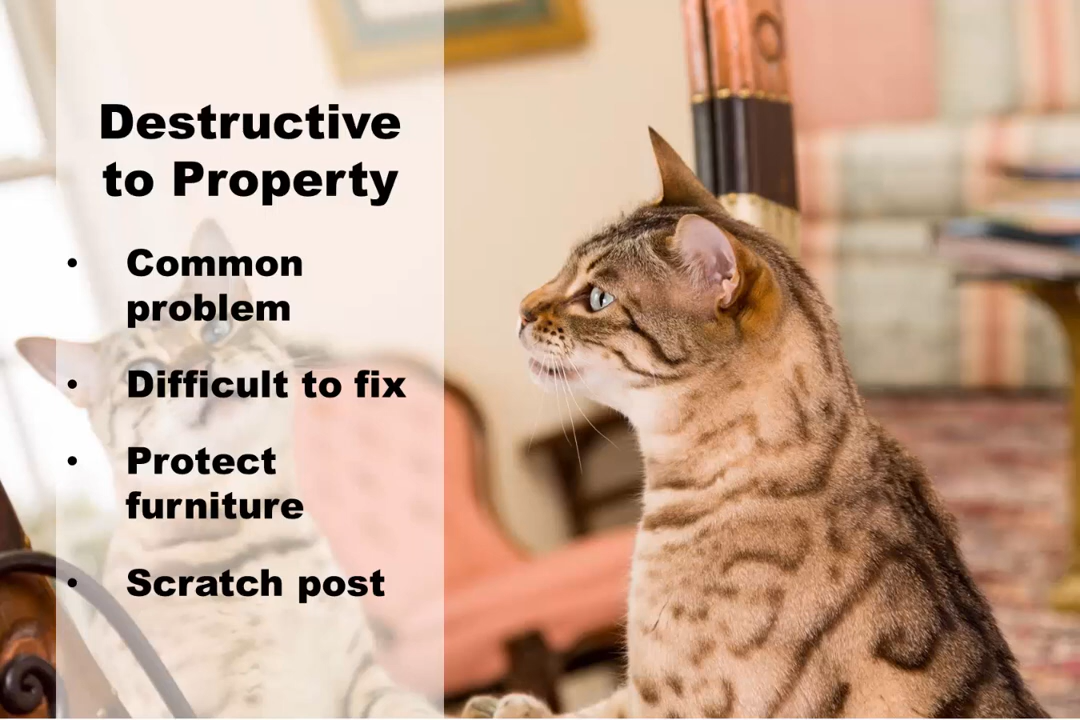 Destructive
to Property
• Common
problem
• Difficult to fix
• Protect
furniture
• Scratch post